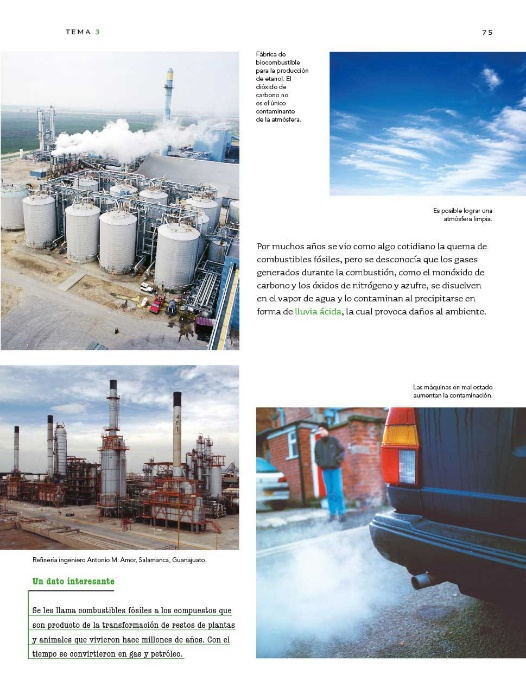 TEMA 3
75
Fábrica de
biocombustible
para la producción
de etanol. El
dióxido de
carbono no
es el único
contaminante
de la atmósfera.
Es posible lograr una
atmósfera limpia.
Por muchos años se vio como algo cotidiano la quema de
combustibles fósiles, pero se desconocía que los gases
generados durante la combustión, como el monóxido de
carbono y los óxidos de nitrógeno y azufre, se disuelven
en el vapor de agua y lo contaminan al precipitarse en
forma de lluvia ácida, la cual provoca daños al ambiente.
Las máquinas en mal estado
aumentan la contaminación.
Refinería ingeniero Antonio M. Amor, Salamanca, Guanajuato.
Un dato interesante
Se les llama combustibles fósiles a los compuestos que
son producto de la transformación de restos de plantas
y animales que vivieron hace millones de años. Con el
tiempo se convirtieron en gas y petróleo.